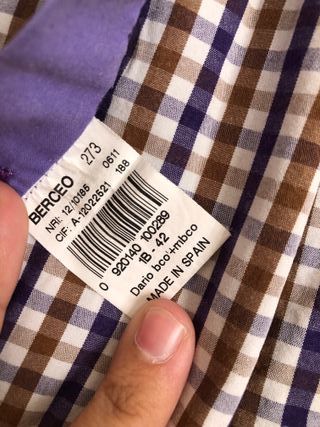 BERCEO 273
NRI: 12/10185 0611
CIF: A-12022521 188
0 920140 100289
1B - 42
Dario bco'+mbco
MADE IN SPAIN